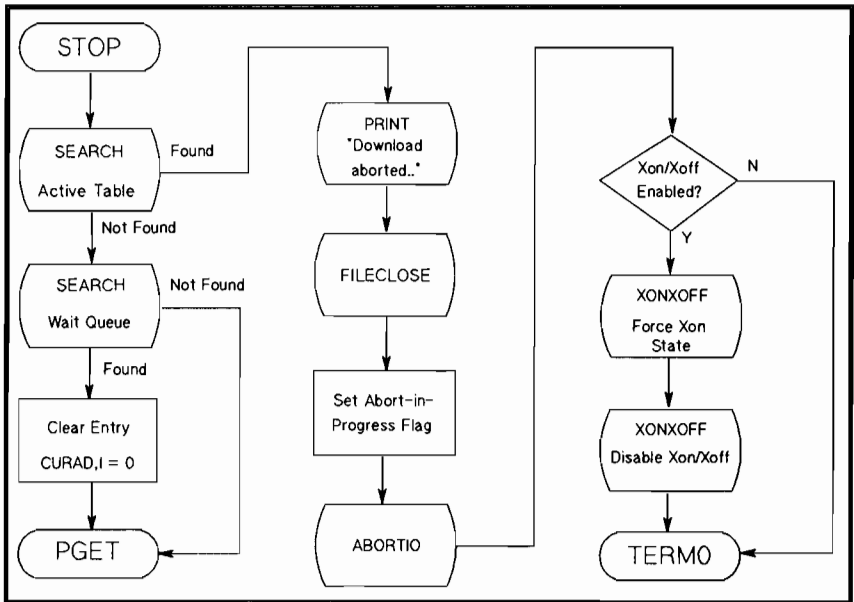 STOP
SEARCH
Active Table
Found
Not Found
SEARCH
Wait Queue
Not Found
Found
Clear Entry
CURAD,I = 0
PGET
PRINT
"Download
aborted.."
FILECLOSE
Set Abort-in-
Progress Flag
ABORTIO
Xon/Xoff
Enabled?
N
Y
XONXOFF
Force Xon
State
XONXOFF
Disable Xon/Xoff
TERMO